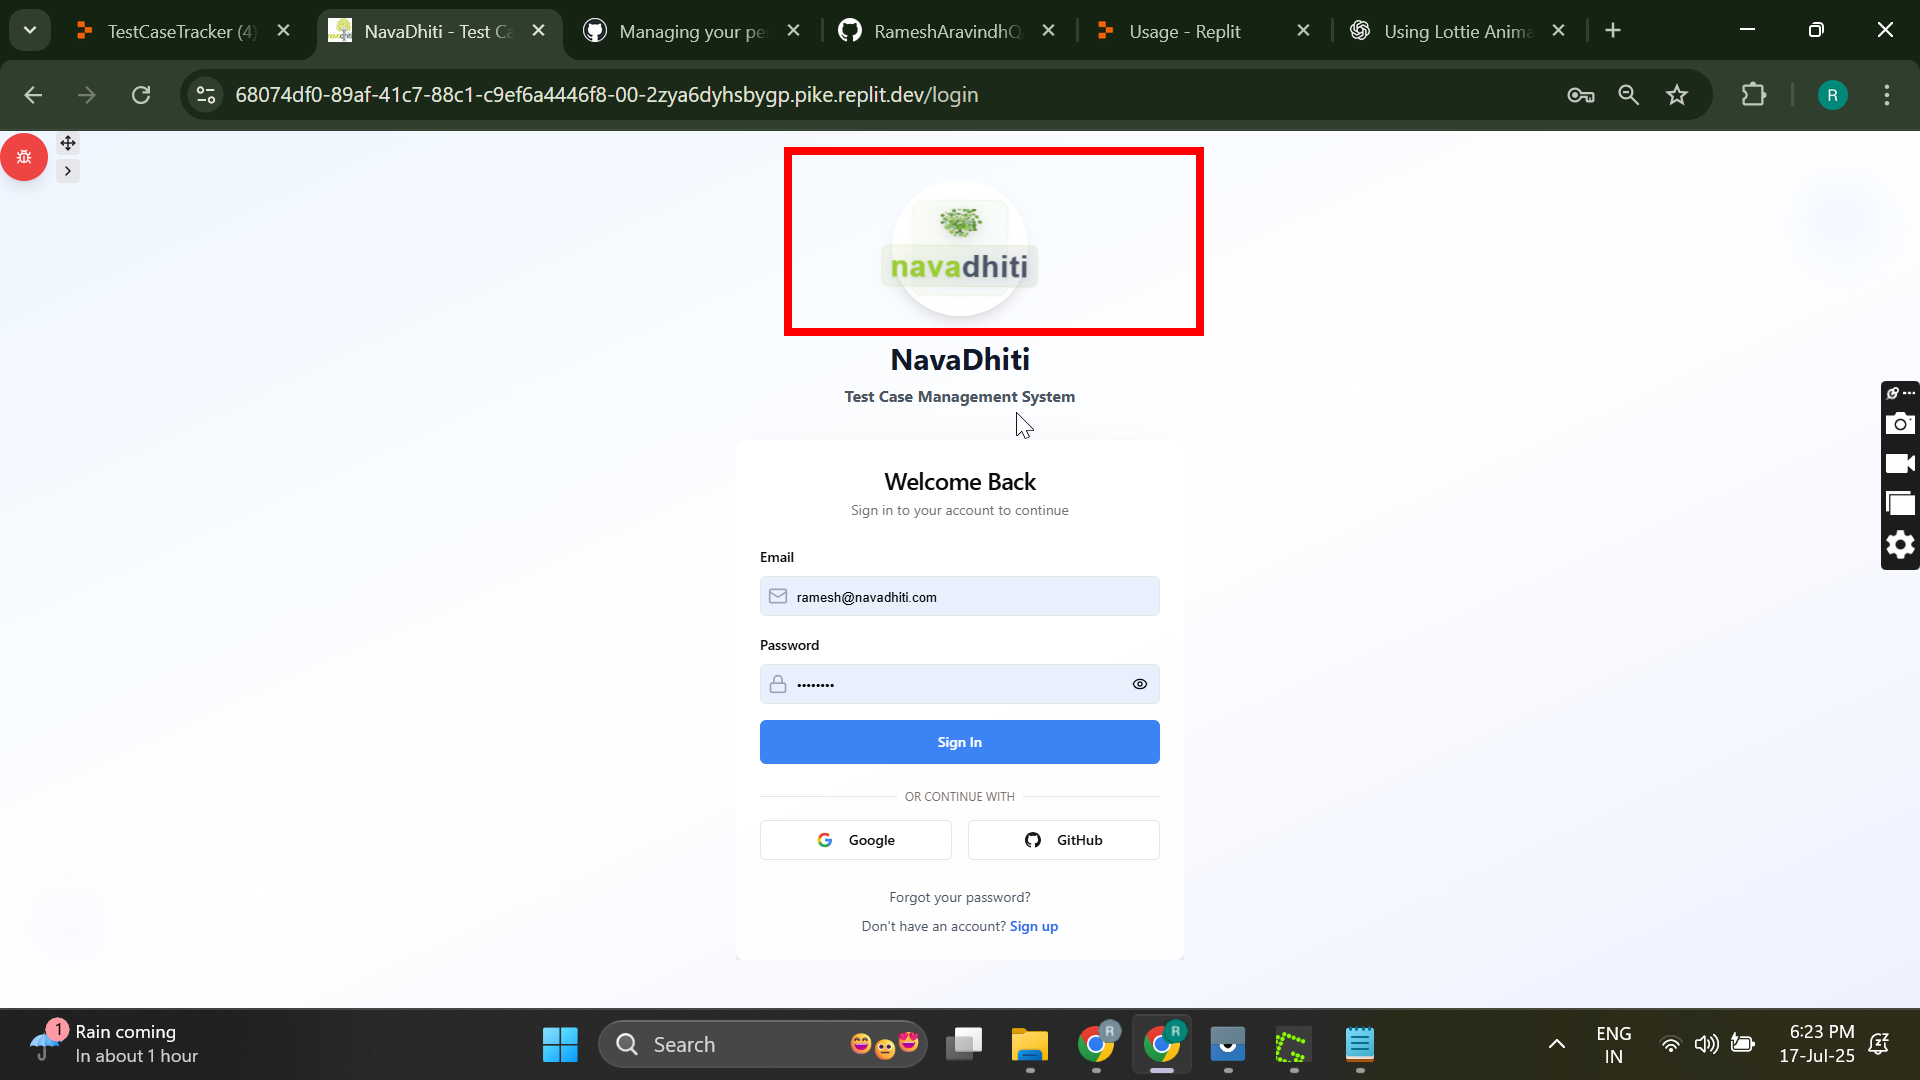 TestCaseTracker (4)
NavaDhiti - Test Ca
Managing your pe
RameshAravindhQ
Usage - Replit
Using Lottie Anima
68074df0-89af-41c7-88c1-c9ef6a4446f8-00-2zya6dyhsbygp.pike.replit.dev/login
R
navadhiti
NavaDhiti
Test Case Management System
Welcome Back
Sign in to your account to continue
Email
ramesh@navadhiti.com
Password
••••••••
Sign In
OR CONTINUE WITH
Google
GitHub
Forgot your password?
Don't have an account? Sign up
1
Rain coming
In about 1 hour
Search
R
R
ENG
IN
6:23 PM
17-Jul-25